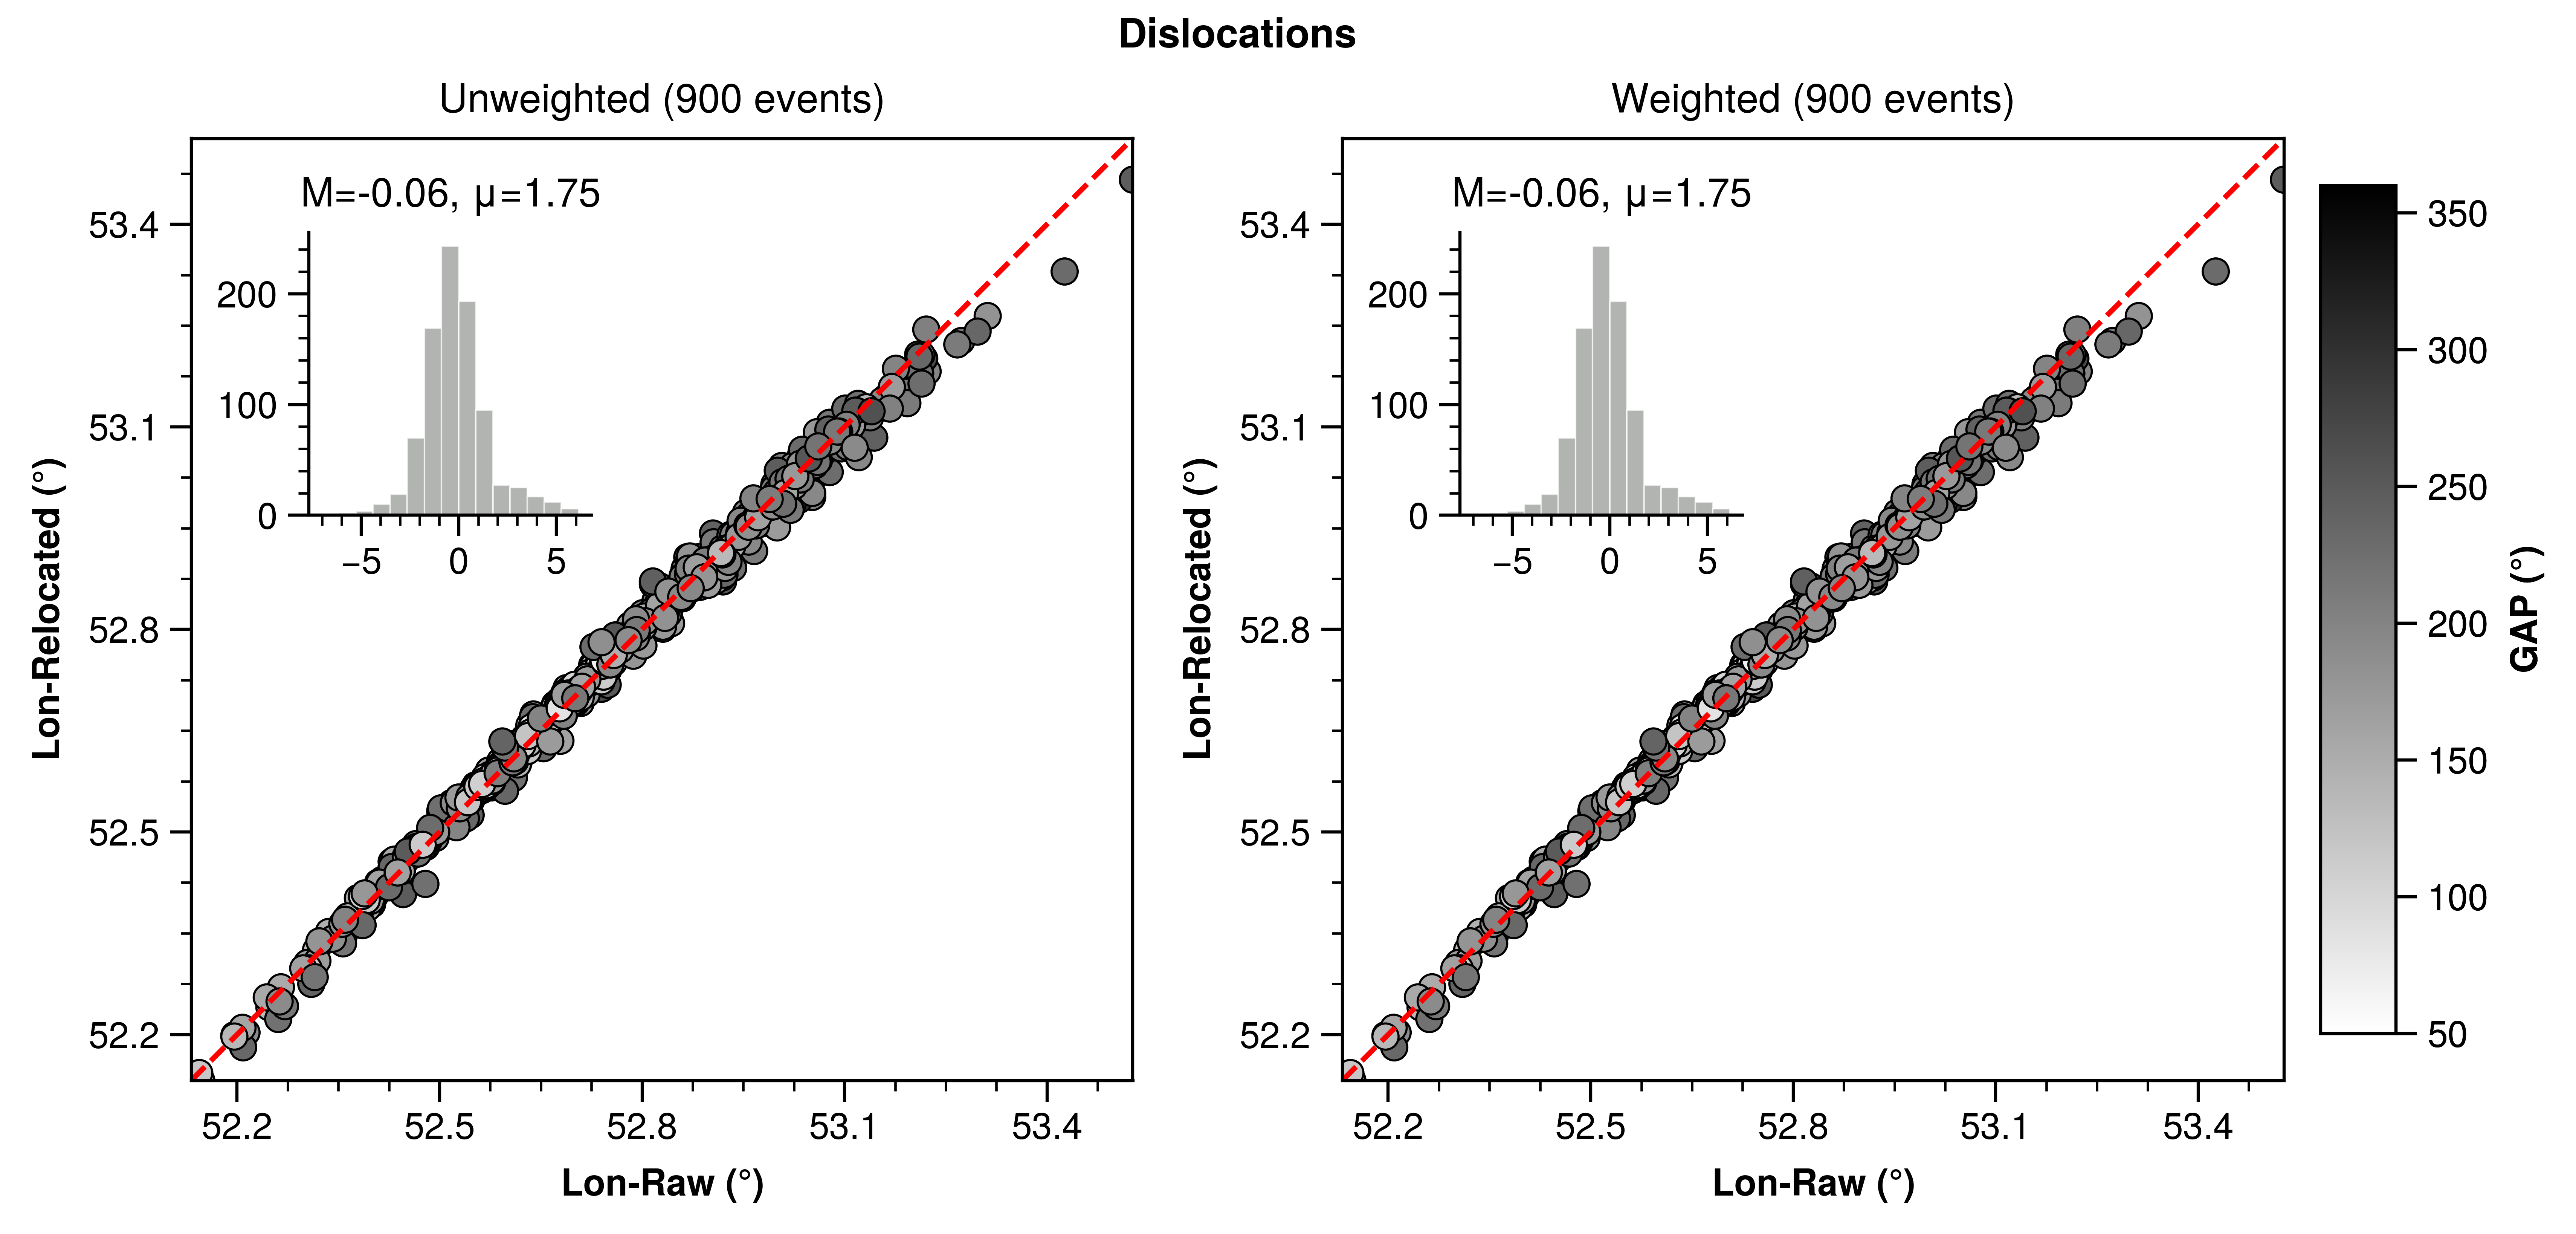 Dislocations
Unweighted (900 events)
M=-0.06, μ=1.75
200
100
0
−5 0 5
53.4
53.1
52.8
52.5
52.2
52.2 52.5 52.8 53.1 53.4
Lon-Relocated (°)
Lon-Raw (°)
Weighted (900 events)
M=-0.06, μ=1.75
200
100
0
−5 0 5
53.4
53.1
52.8
52.5
52.2
52.2 52.5 52.8 53.1 53.4
Lon-Relocated (°)
Lon-Raw (°)
350
300
250
200
150
100
50
GAP (°)